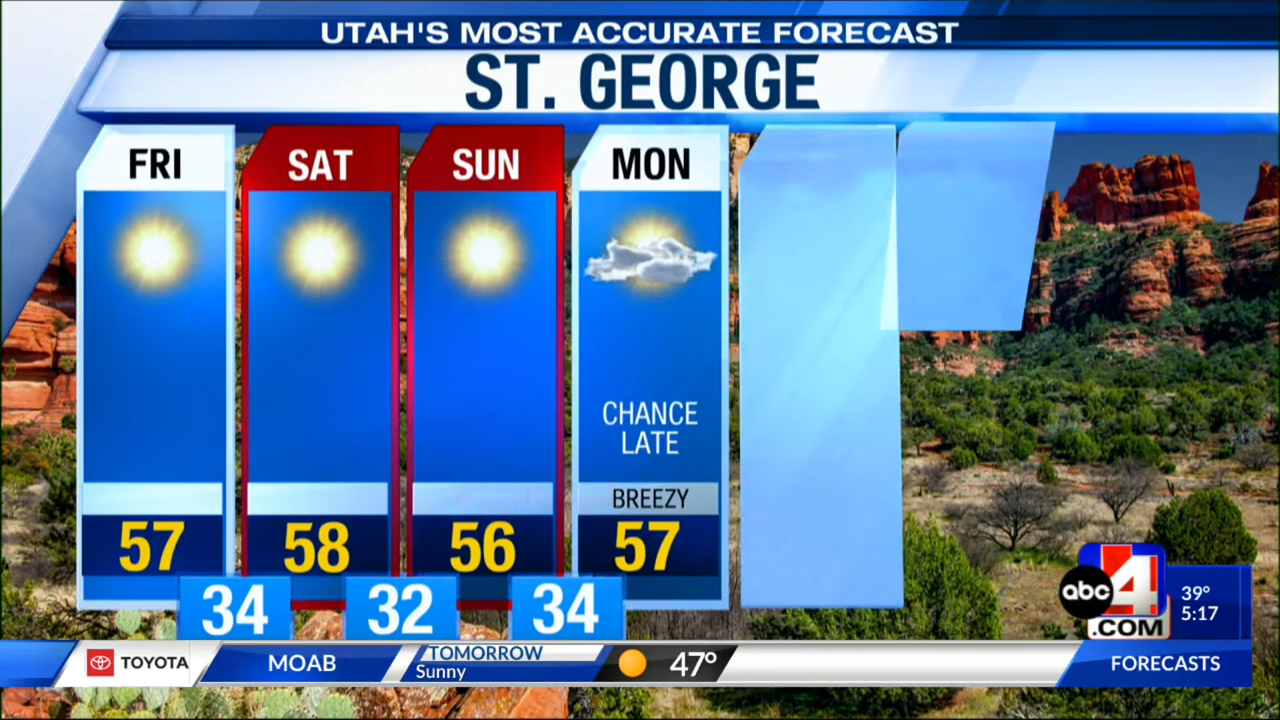 UTAH'S MOST ACCURATE FORECAST
ST. GEORGE
FRI
SAT
SUN
MON
CHANCE
LATE
BREEZY
57
58
56
57
34
32
34
abc
4
.COM
39°
5:17
TOYOTA
MOAB
TOMORROW
Sunny
47°
FORECASTS